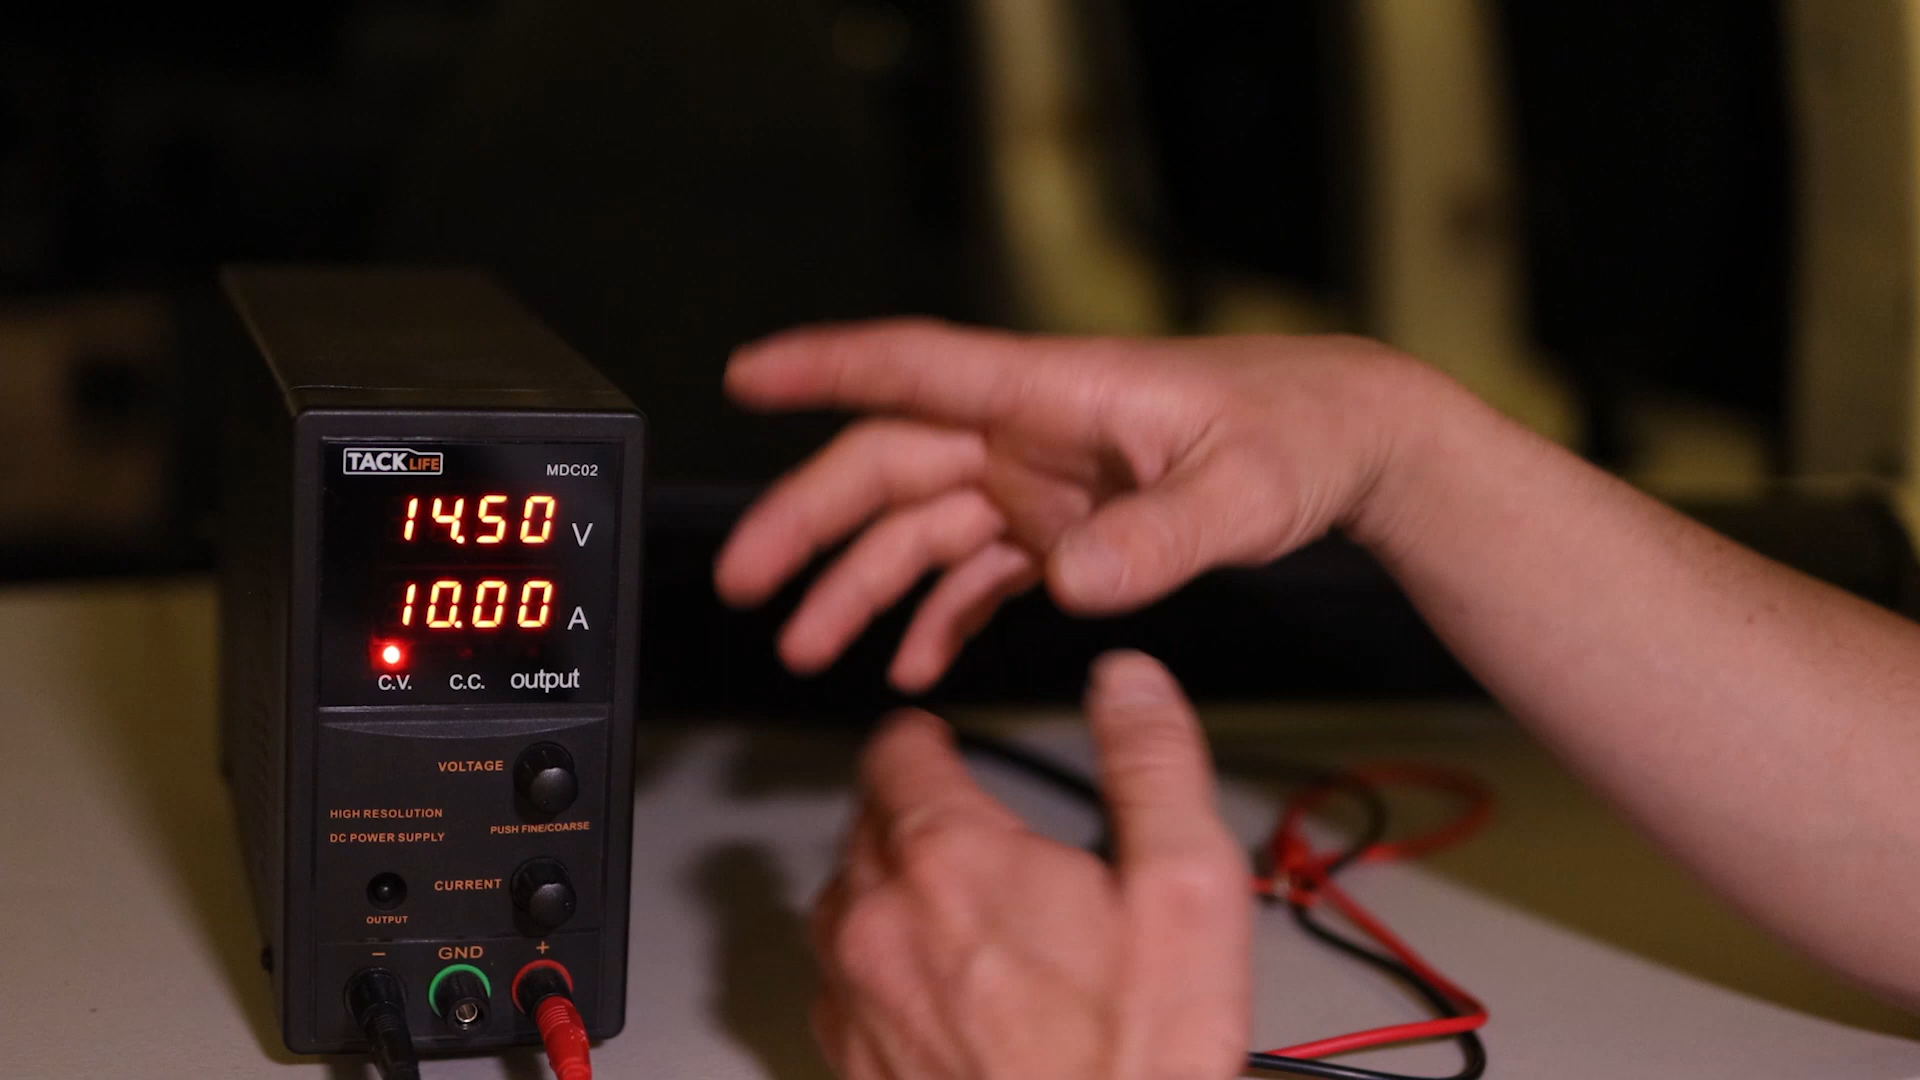 TACKLIFE
MDC02
14.50 V
10.00 A
C.V. C.C. output
VOLTAGE
HIGH RESOLUTION
DC POWER SUPPLY
PUSH FINE/COARSE
CURRENT
OUTPUT
− GND +